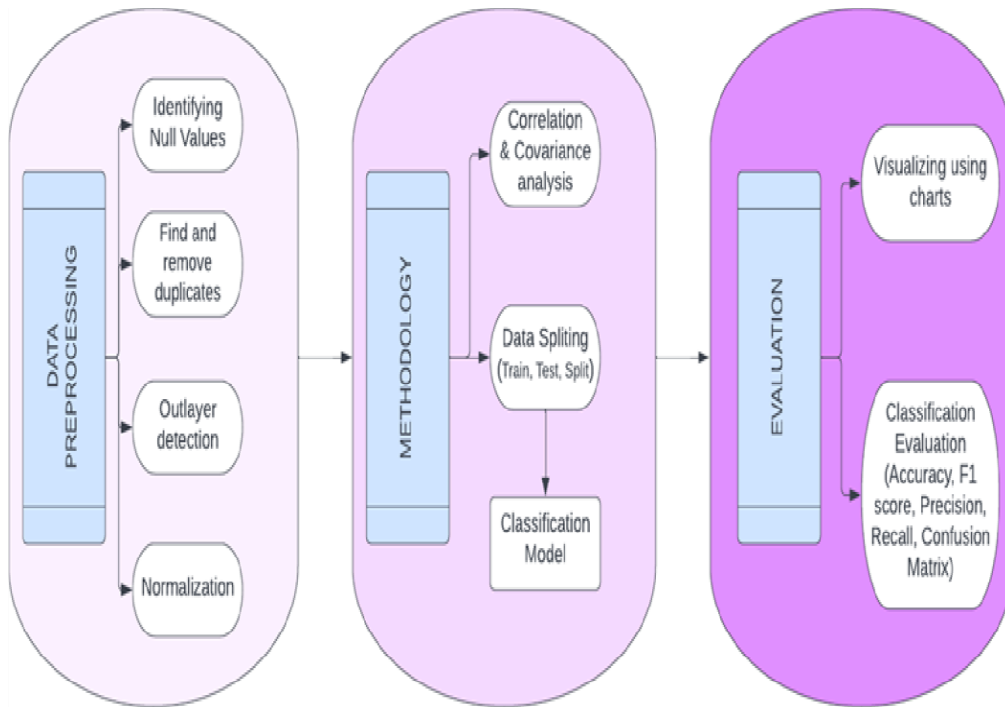 DATA
PREPROCESSING
Identifying
Null Values
Find and
remove
duplicates
Outlayer
detection
Normalization
METHODOLOGY
Correlation
& Covariance
analysis
Data Spliting
(Train, Test, Split)
Classification
Model
EVALUATION
Visualizing using
charts
Classification
Evaluation
(Accuracy, F1
score, Precision,
Recall, Confusion
Matrix)